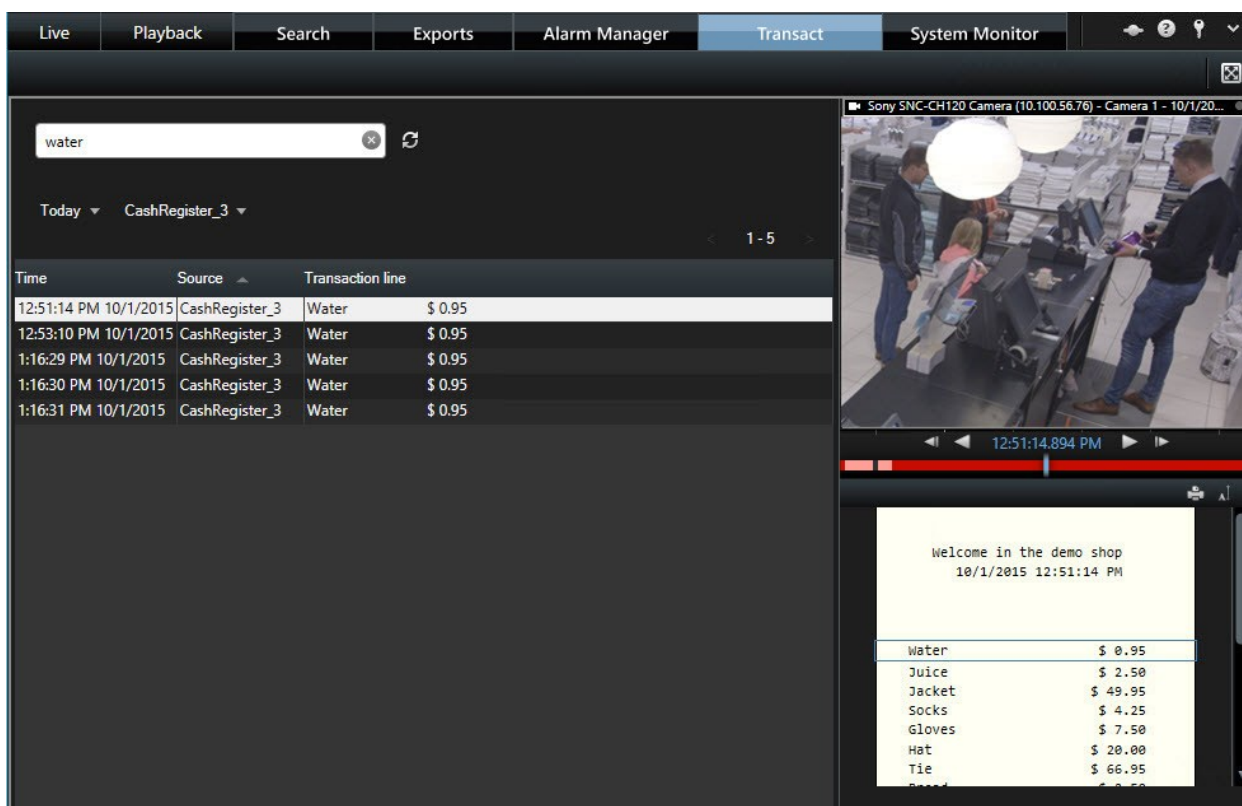 Live Playback Search Exports Alarm Manager Transact System Monitor
Sony SNC-CH120 Camera (10.100.56.76) - Camera 1 - 10/1/20...
water
Today CashRegister_3
< 1 - 5 >
Time Source Transaction line
12:51:14 PM 10/1/2015 CashRegister_3 Water $ 0.95
12:53:10 PM 10/1/2015 CashRegister_3 Water $ 0.95
1:16:29 PM 10/1/2015 CashRegister_3 Water $ 0.95
1:16:30 PM 10/1/2015 CashRegister_3 Water $ 0.95
1:16:31 PM 10/1/2015 CashRegister_3 Water $ 0.95
12:51:14.894 PM
Welcome in the demo shop
10/1/2015 12:51:14 PM
Water $ 0.95
Juice $ 2.50
Jacket $ 49.95
Socks $ 4.25
Gloves $ 7.50
Hat $ 20.00
Tie $ 66.95